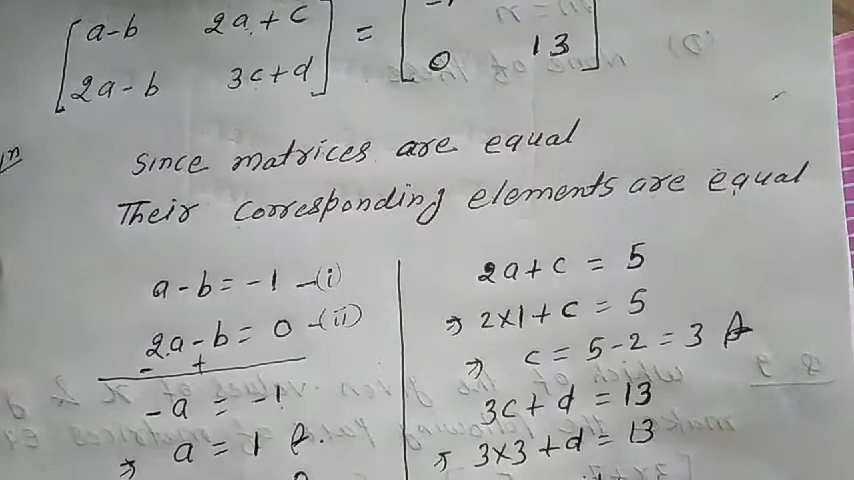 [a-b 2a+c] = [-1
[2a-b 3c+d] [0 13]
Since matrices are equal
Their corresponding elements are equal
a-b = -1 -(i)
2a-b = 0 -(ii)
- +
-a = -1
⇒ a = 1
2a+c = 5
⇒ 2×1+c = 5
⇒ c = 5-2 = 3
3c+d = 13
⇒ 3×3+d = 13